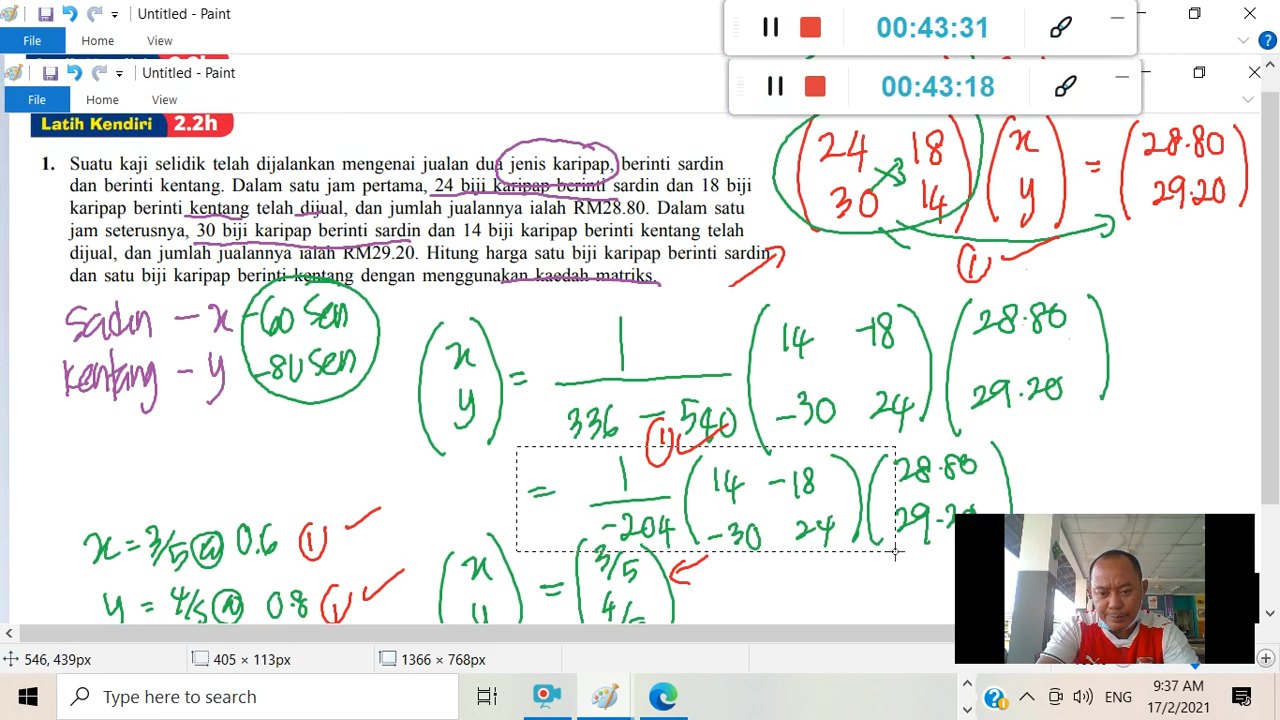 Untitled - Paint
00:43:31
File Home View
Untitled - Paint
00:43:18
File Home View
Latih Kendiri 2.2h
1. Suatu kaji selidik telah dijalankan mengenai jualan dua jenis karipap, berinti sardin
dan berinti kentang. Dalam satu jam pertama, 24 biji karipap berinti sardin dan 18 biji
karipap berinti kentang telah dijual, dan jumlah jualannya ialah RM28.80. Dalam satu
jam seterusnya, 30 biji karipap berinti sardin dan 14 biji karipap berinti kentang telah
dijual, dan jumlah jualannya ialah RM29.20. Hitung harga satu biji karipap berinti sardin
dan satu biji karipap berinti kentang dengan menggunakan kaedah matriks.
24 18 x = 28.80
30 14 y 29.20
1
sadin - x - 60 sen
kentang - y - 80 sen
x = 1 14 -18 28.80
y 336 - 540 -30 24 29.20
1
= 1 14 -18 28.80
-204 -30 24 29.20
x = 3/5 @ 0.6 1
y = 4/5 @ 0.8 1
x = 3/5
y 4/5
546, 439px 405 × 113px 1366 × 768px
Type here to search
ENG
9:37 AM
17/2/2021